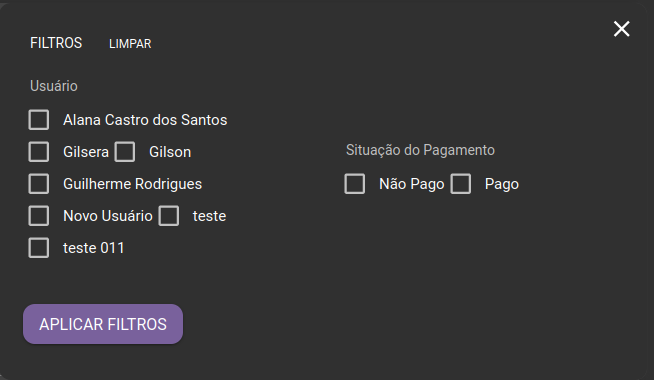 FILTROS LIMPAR
Usuário
Alana Castro dos Santos
Gilsera Gilson
Guilherme Rodrigues
Novo Usuário teste
teste 011
Situação do Pagamento
Não Pago Pago
APLICAR FILTROS